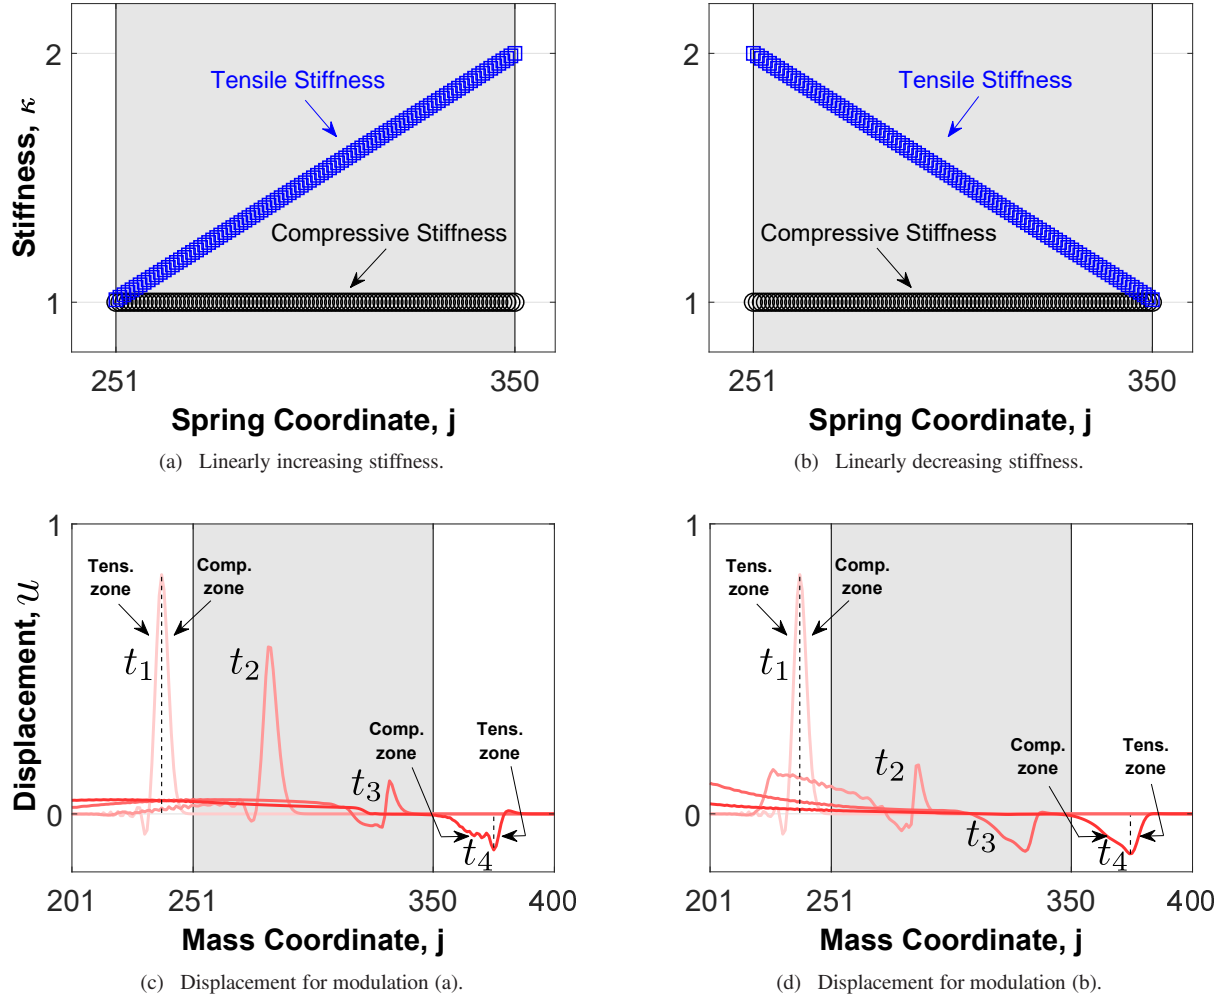 2
Tensile Stiffness
Compressive Stiffness
1
251
350
Stiffness, κ
Spring Coordinate, j
(a) Linearly increasing stiffness.
2
Tensile Stiffness
Compressive Stiffness
1
251
350
Spring Coordinate, j
(b) Linearly decreasing stiffness.
1
Tens.
zone
Comp.
zone
t1
t2
Comp.
zone
Tens.
zone
t3
t4
0
201
251
350
400
Displacement, u
Mass Coordinate, j
(c) Displacement for modulation (a).
1
Tens.
zone
Comp.
zone
t1
t2
Comp.
zone
Tens.
zone
t3
t4
0
201
251
350
400
Mass Coordinate, j
(d) Displacement for modulation (b).